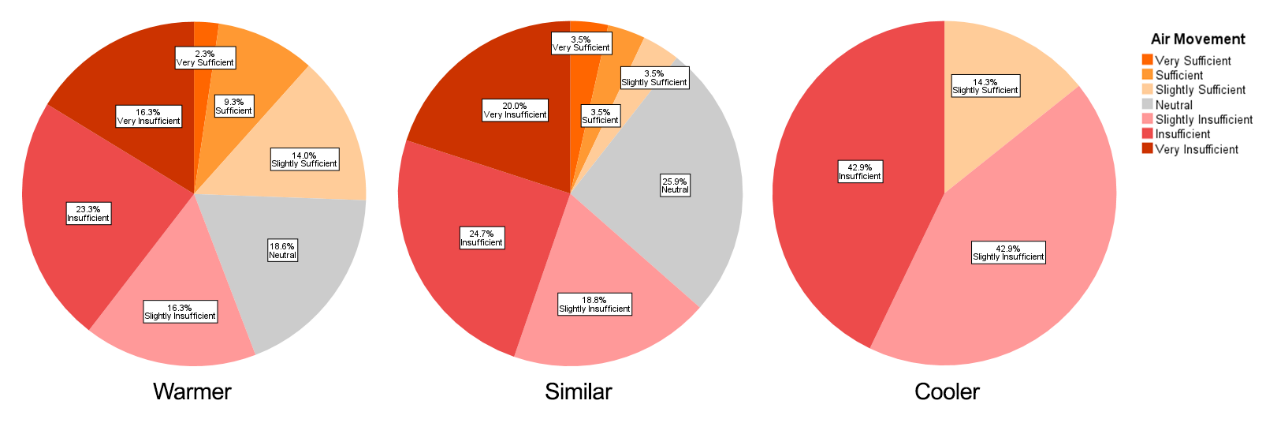 2.3%
Very Sufficient
9.3%
Sufficient
14.0%
Slightly Sufficient
18.6%
Neutral
16.3%
Slightly Insufficient
23.3%
Insufficient
16.3%
Very Insufficient
Warmer
3.5%
Very Sufficient
3.5%
Sufficient
3.5%
Slightly Sufficient
25.9%
Neutral
18.8%
Slightly Insufficient
24.7%
Insufficient
20.0%
Very Insufficient
Similar
14.3%
Slightly Sufficient
42.9%
Slightly Insufficient
42.9%
Insufficient
Cooler
Air Movement
Very Sufficient
Sufficient
Slightly Sufficient
Neutral
Slightly Insufficient
Insufficient
Very Insufficient